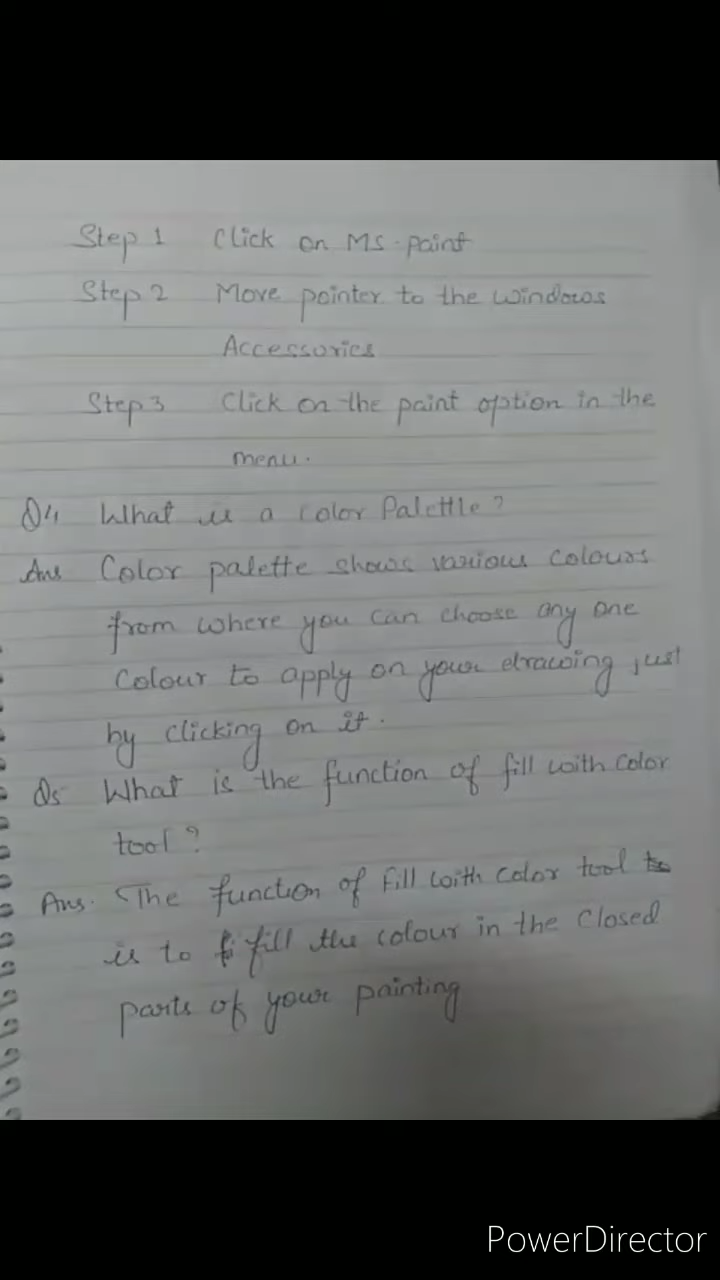 Step 1 Click on MS-paint
Step 2 Move pointer to the windows
Accessories
Step 3 Click on the paint option in the
menu.
Q4 What is a color Palettle?
Ans Color palette shows various colours
from where you can choose any one
colour to apply on your drawing just
by clicking on it.
Q5 What is the function of fill with color
tool?
Ans. The function of fill with color tool to
is to fi fill the colour in the closed
parts of your painting
PowerDirector